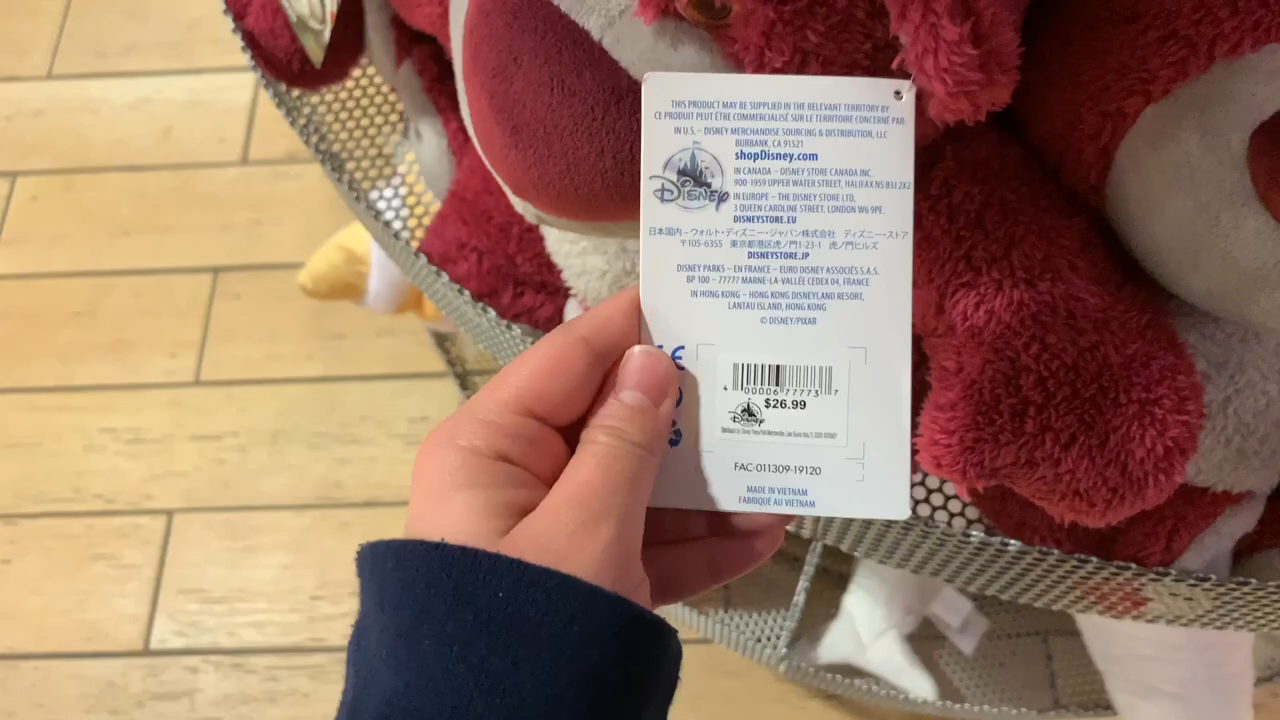 THIS PRODUCT MAY BE SUPPLIED IN THE RELEVANT TERRITORY BY
CE PRODUIT PEUT ÊTRE COMMERCIALISÉ SUR LE TERRITOIRE CONCERNÉ PAR:
IN U.S. – DISNEY MERCHANDISE SOURCING & DISTRIBUTION, LLC
BURBANK, CA 91521
shopDisney.com
Disney
IN CANADA – DISNEY STORE CANADA INC.
900-1959 UPPER WATER STREET, HALIFAX NS B3J 2X2
IN EUROPE – THE DISNEY STORE LTD,
3 QUEEN CAROLINE STREET, LONDON W6 9PE.
DISNEYSTORE.EU
日本国内–ウォルト・ディズニー・ジャパン株式会社 ディズニー・ストア
〒105-6355 東京都港区虎ノ門1-23-1 虎ノ門ヒルズ
DISNEYSTORE.JP
DISNEY PARKS – EN FRANCE – EURO DISNEY ASSOCIÉS S.A.S.
BP 100 – 77777 MARNE-LA-VALLÉE CEDEX 04, FRANCE
IN HONG KONG – HONG KONG DISNEYLAND RESORT,
LANTAU ISLAND, HONG KONG
© DISNEY/PIXAR
CE
4 00006 77773 7
$26.99
Disney
FAC-011309-19120
MADE IN VIETNAM
FABRIQUÉ AU VIETNAM